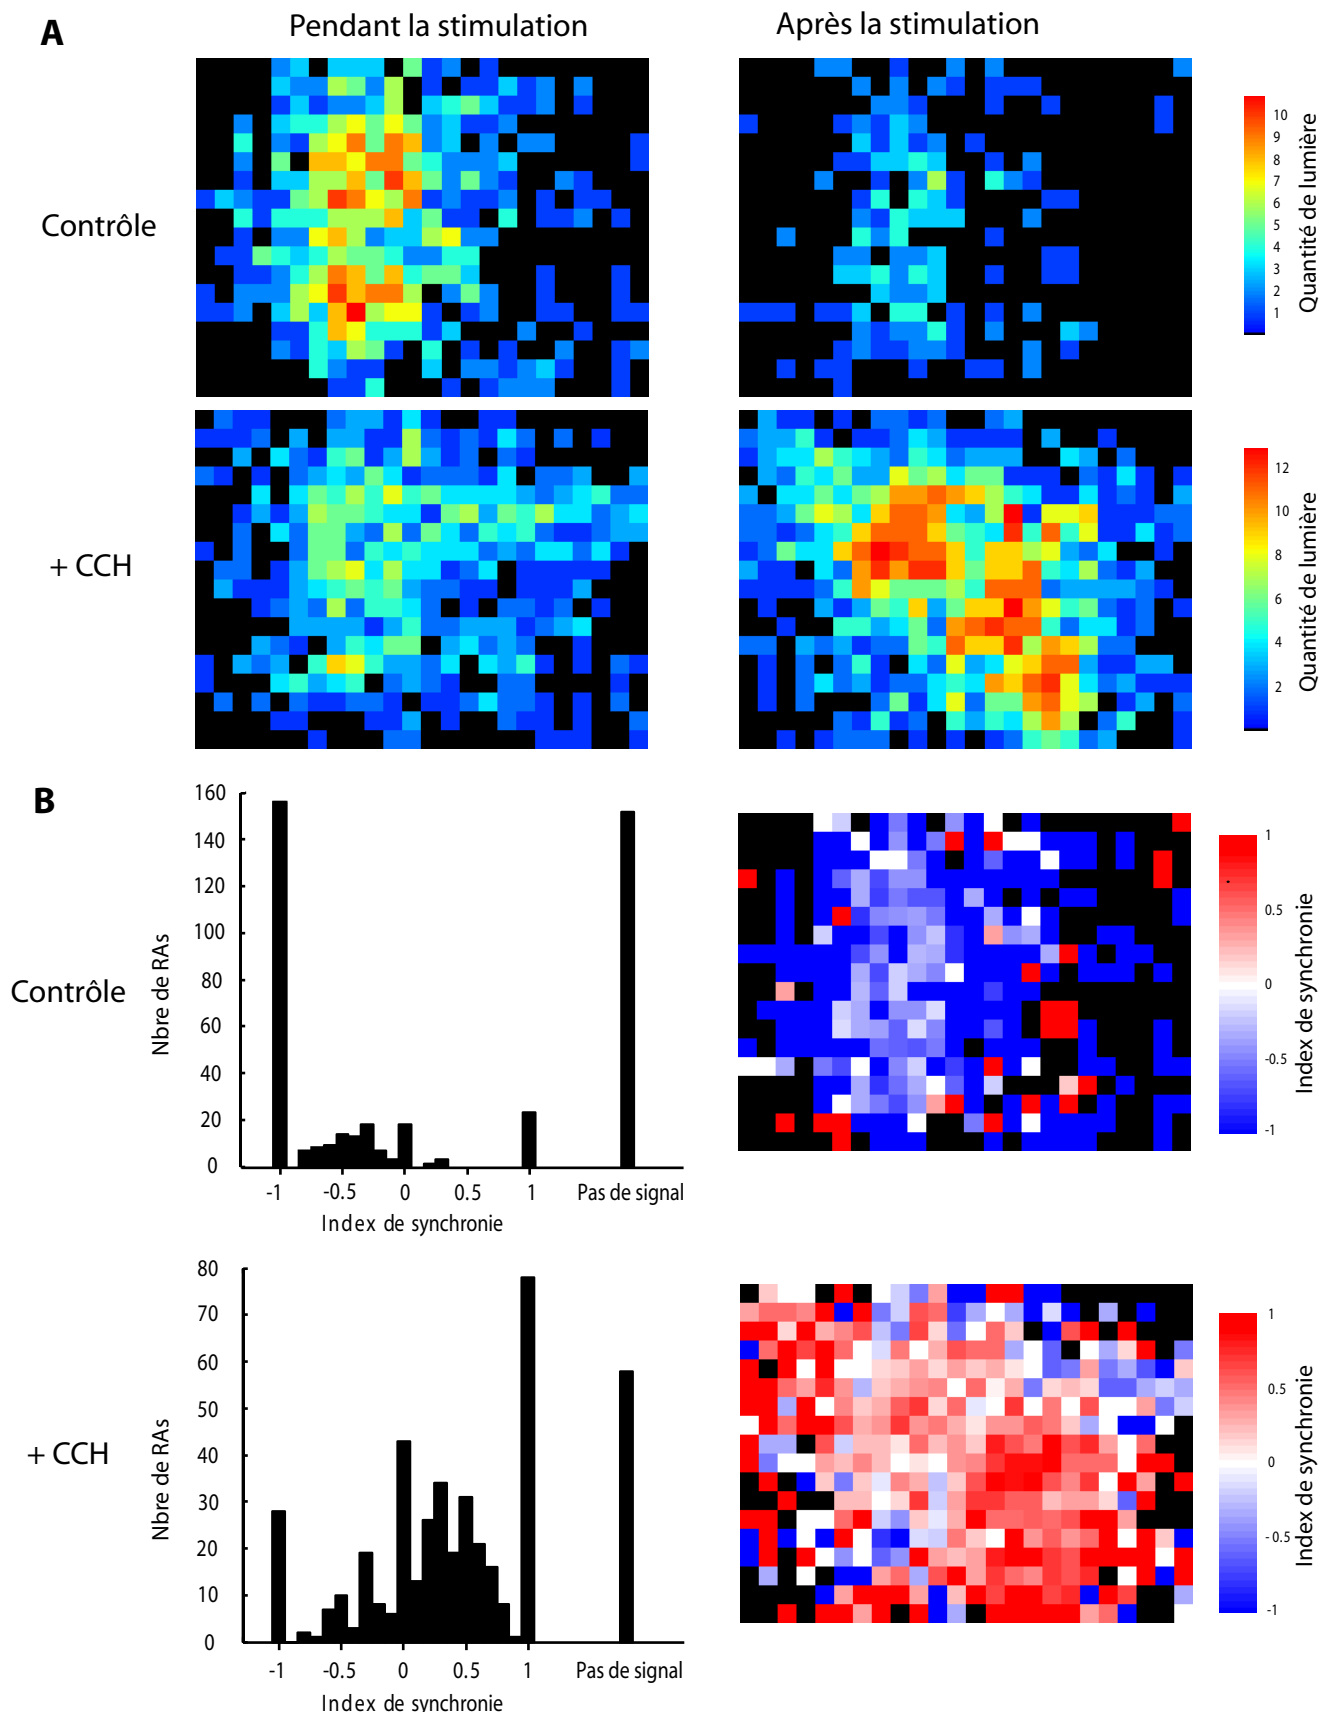 A
Pendant la stimulation
Après la stimulation
Contrôle
10
9
8
7
6
5
4
3
2
1
Quantité de lumière
+ CCH
12
10
8
6
4
2
Quantité de lumière
B
Contrôle
160
140
120
100
80
60
40
20
0
Nbre de RAs
-1 -0.5 0 0.5 1 Pas de signal
Index de synchronie
1
0.5
0
-0.5
-1
Index de synchronie
+ CCH
80
70
60
50
40
30
20
10
0
Nbre de RAs
-1 -0.5 0 0.5 1 Pas de signal
Index de synchronie
1
0.5
0
-0.5
-1
Index de synchronie